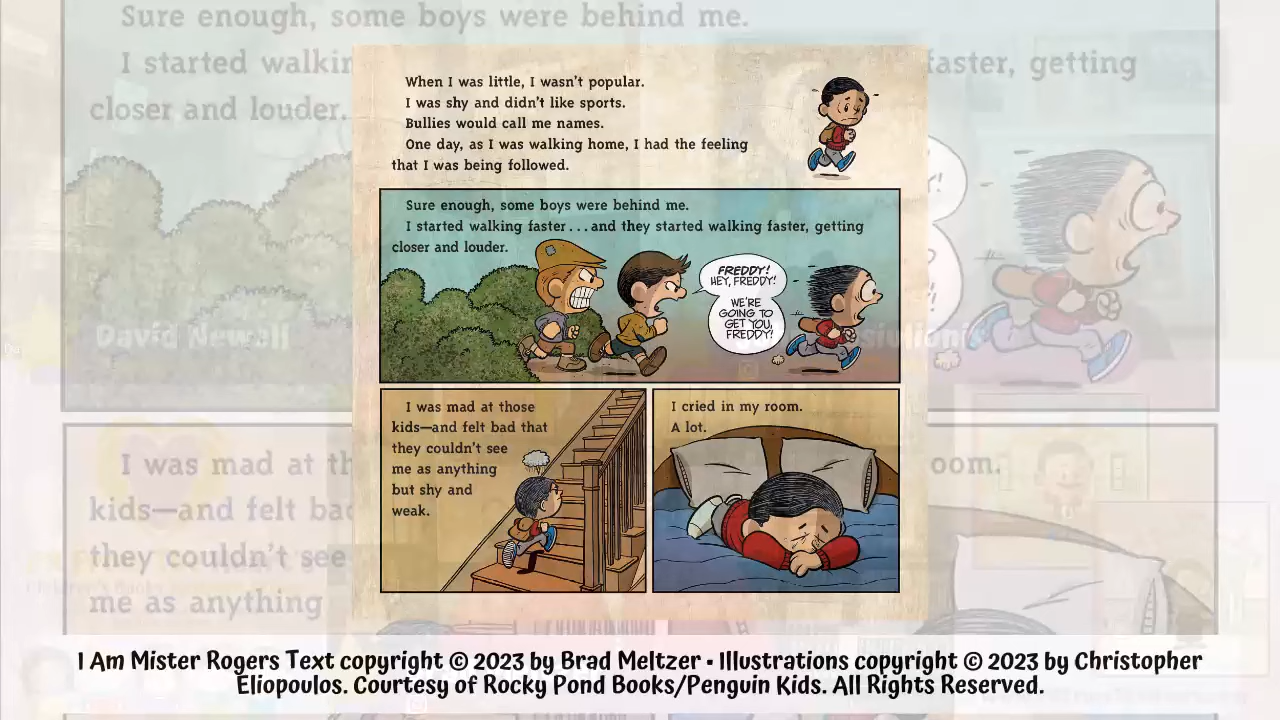 When I was little, I wasn't popular.
I was shy and didn't like sports.
Bullies would call me names.
One day, as I was walking home, I had the feeling
that I was being followed.
Sure enough, some boys were behind me.
I started walking faster...and they started walking faster, getting
closer and louder.
FREDDY!
HEY, FREDDY!
WE'RE
GOING TO
GET YOU,
FREDDY!
I was mad at those
kids—and felt bad that
they couldn't see
me as anything
but shy and
weak.
I cried in my room.
A lot.
Sure enough, some boys were behind me.
I started walkin
faster, getting
closer and louder.
David Newell
I was mad at th
oom.
kids—and felt bad
they couldn't see
me as anything
I Am Mister Rogers Text copyright © 2023 by Brad Meltzer • Illustrations copyright © 2023 by Christopher
Eliopoulos. Courtesy of Rocky Pond Books/Penguin Kids. All Rights Reserved.